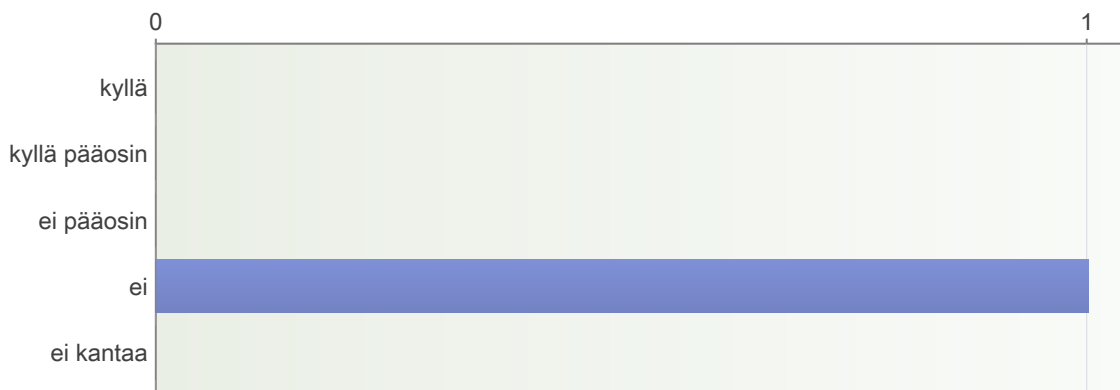 0 1
kyllä
kyllä pääosin
ei pääosin
ei
ei kantaa